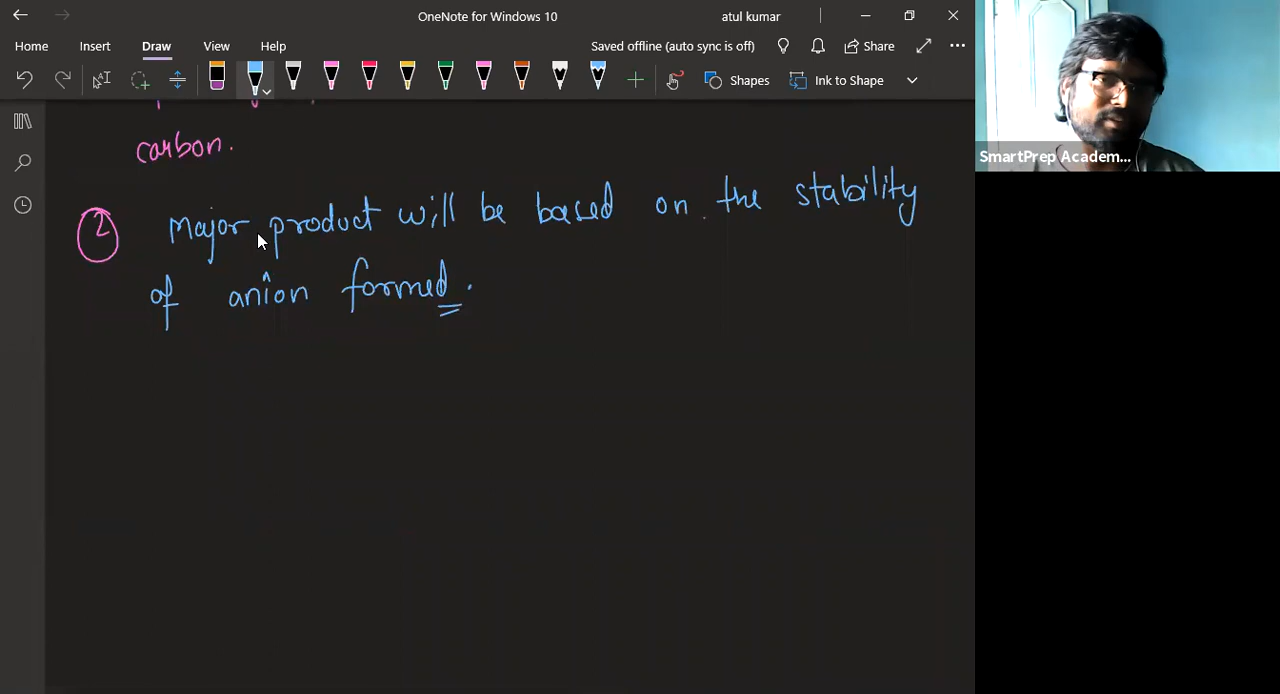 OneNote for Windows 10
atul kumar
Home Insert Draw View Help
Saved offline (auto sync is off)
Share
Shapes
Ink to Shape
SmartPrep Academ...
carbon.
2 Major product will be based on the stability
of anion formed.